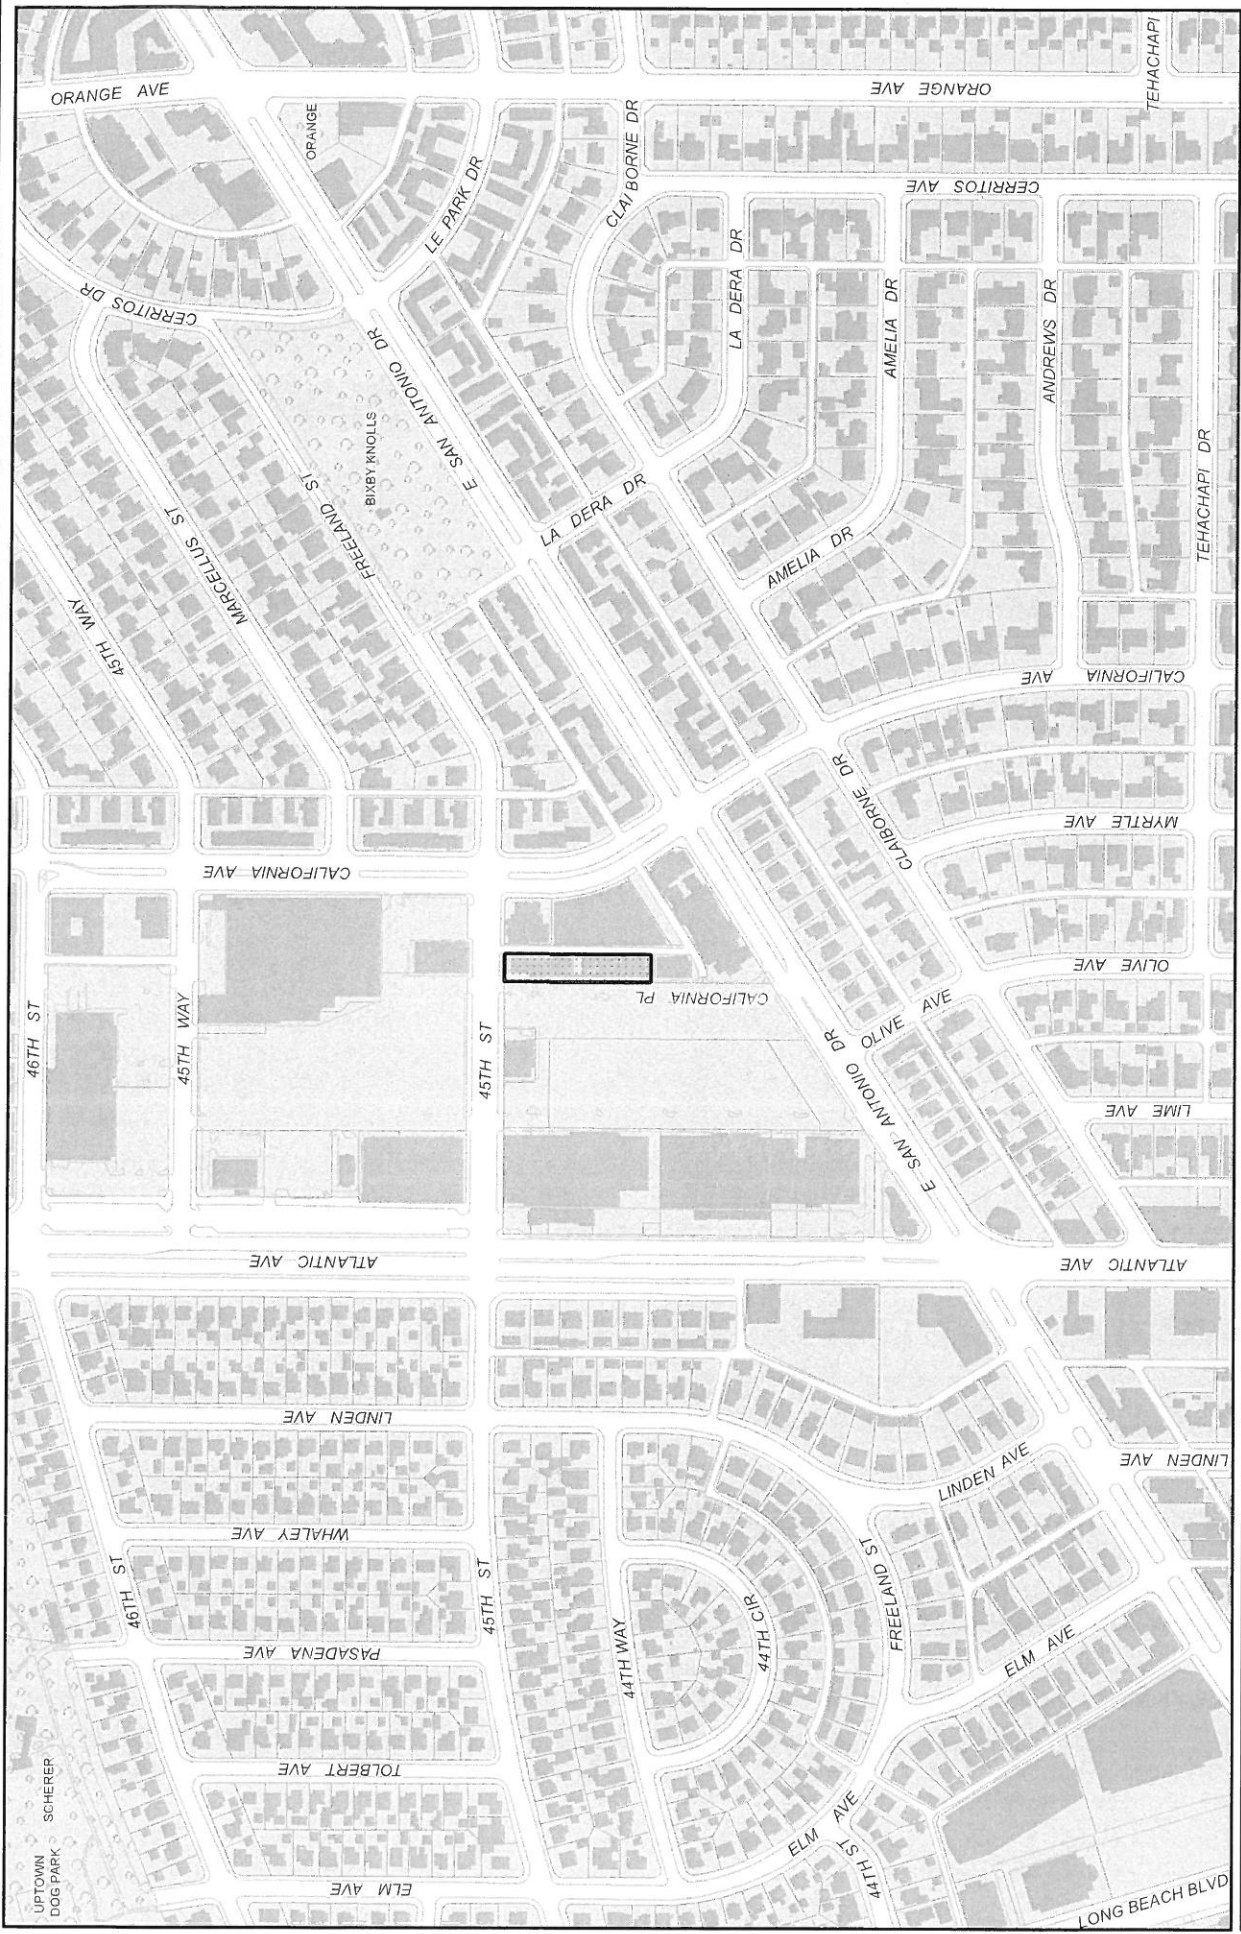 TEHACHAPI
ORANGE AVE
ORANGE AVE
ORANGE
CLAIBORNE DR
LE PARK DR
CERRITOS AVE
CERRITOS DR
LA DERA DR
E SAN ANTONIO DR
AMELIA DR
ANDREWS DR
BIXBY KNOLLS
TEHACHAPI DR
FREELAND ST
MARCELLUS ST
45TH WAY
LA DERA DR
AMELIA DR
CALIFORNIA AVE
CLAIBORNE DR
MYRTLE AVE
CALIFORNIA AVE
OLIVE AVE
CALIFORNIA PL
46TH ST
45TH WAY
45TH ST
OLIVE AVE
E SAN ANTONIO DR
LIME AVE
ATLANTIC AVE
ATLANTIC AVE
LINDEN AVE
LINDEN AVE
LINDEN AVE
WHALEY AVE
46TH ST
45TH ST
FREELAND ST
44TH WAY
44TH CIR
ELM AVE
PASADENA AVE
TOLBERT AVE
UPTOWN
DOG PARK
SCHERER
ELM AVE
44TH ST
ELM AVE
LONG BEACH BLVD